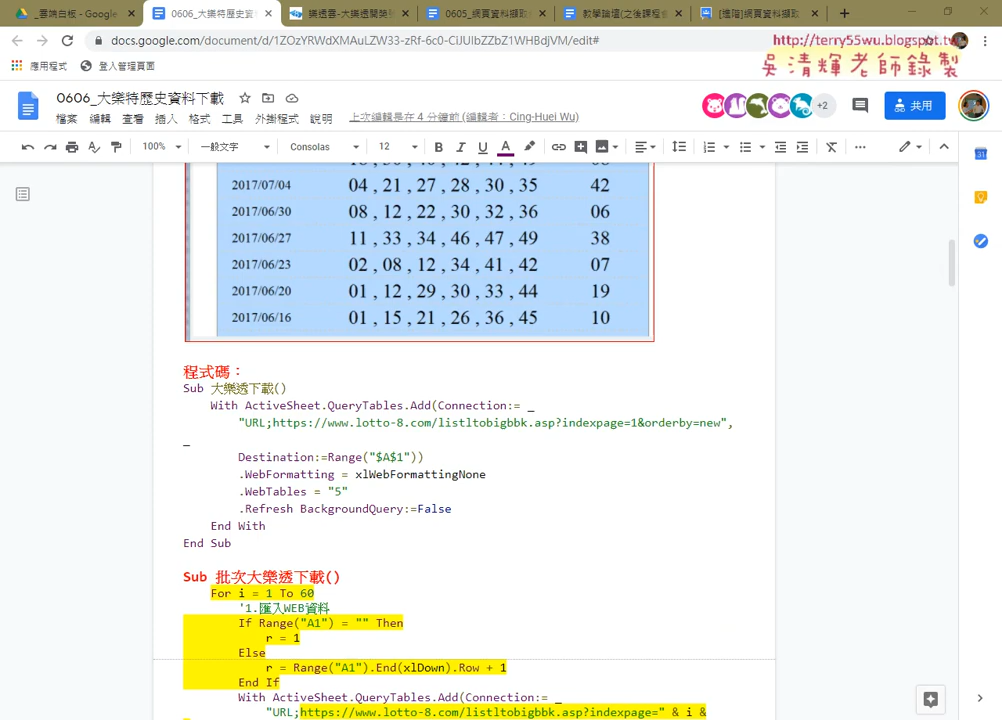 _雲端白板 - Google
0606_大樂特歷史資
樂透雲-大樂透開獎號
0605_網頁資料擷取
教學論壇(之後課程
[進階]網頁資料擷取
docs.google.com/document/d/1ZOzYRWdXMAuLZW33-zRf-6c0-CiJUIbZZbZ1WHBdjVM/edit#
http://terry55wu.blogspot.tw
應用程式
登入管理頁面
吳清輝老師錄製
0606_大樂特歷史資料下載
檔案 編輯 查看 插入 格式 工具 外掛程式 說明
上次編輯是在 4 分鐘前 (編輯者：Cing-Huei Wu)
+2
共用
100% 一般文字 Consolas 12 B I U A
2017/07/04 04 , 21 , 27 , 28 , 30 , 35 42
2017/06/30 08 , 12 , 22 , 30 , 32 , 36 06
2017/06/27 11 , 33 , 34 , 46 , 47 , 49 38
2017/06/23 02 , 08 , 12 , 34 , 41 , 42 07
2017/06/20 01 , 12 , 29 , 30 , 33 , 44 19
2017/06/16 01 , 15 , 21 , 26 , 36 , 45 10
程式碼：
Sub 大樂透下載()
With ActiveSheet.QueryTables.Add(Connection:= _
"URL;https://www.lotto-8.com/listltobigbbk.asp?indexpage=1&orderby=new",
_
Destination:=Range("$A$1"))
.WebFormatting = xlWebFormattingNone
.WebTables = "5"
.Refresh BackgroundQuery:=False
End With
End Sub
Sub 批次大樂透下載()
For i = 1 To 60
'1.匯入WEB資料
If Range("A1") = "" Then
r = 1
Else
r = Range("A1").End(xlDown).Row + 1
End If
With ActiveSheet.QueryTables.Add(Connection:=
"URL;https://www.lotto-8.com/listltobigbbk.asp?indexpage=" & i &